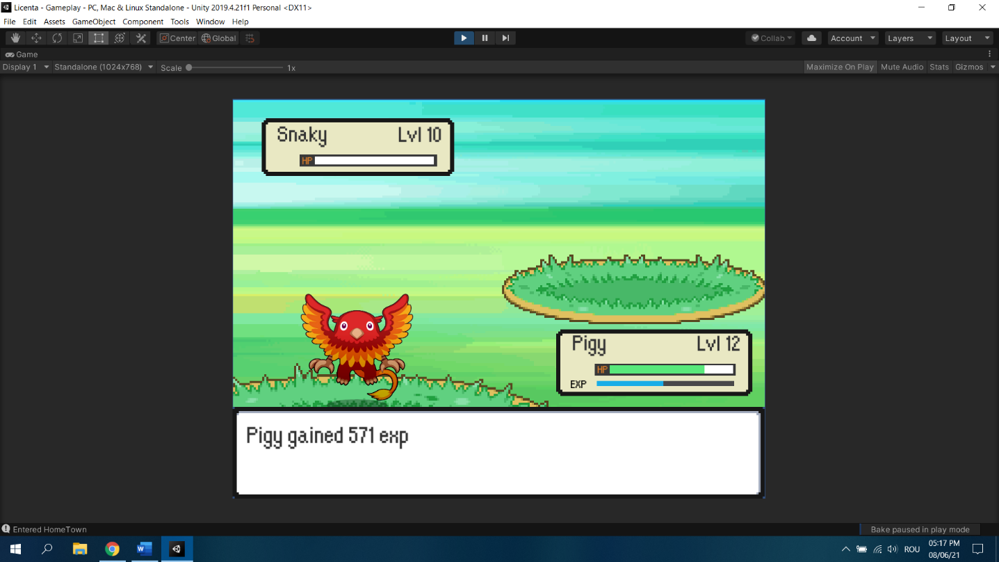 Licenta - Gameplay - PC, Mac & Linux Standalone - Unity 2019.4.21f1 Personal <DX11>
File Edit Assets GameObject Component Tools Window Help
Center Global Collab Account Layers Layout
Game
Display 1 Standalone (1024x768) Scale 1x Maximize On Play Mute Audio Stats Gizmos
Snaky Lvl 10
HP
Pigy Lvl 12
HP
EXP
Pigy gained 571 exp
Entered HomeTown Bake paused in play mode
W ROU 05:17 PM
08/06/21